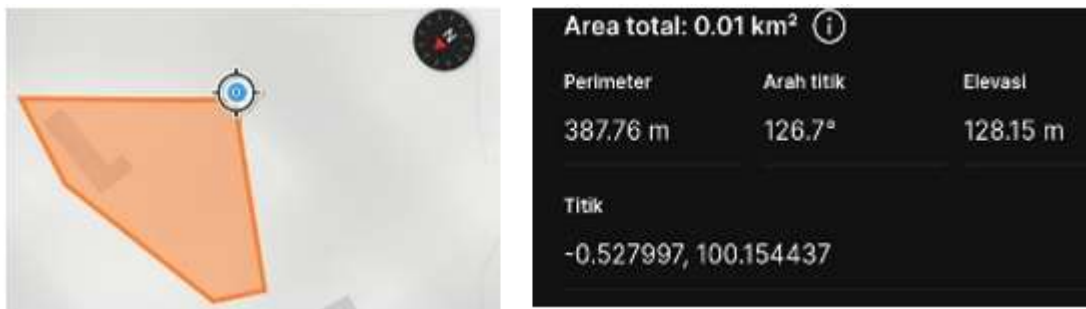 N
Area total: 0.01 km² ⓘ
Perimeter Arah titik Elevasi
387.76 m 126.7° 128.15 m
Titik
-0.527997, 100.154437